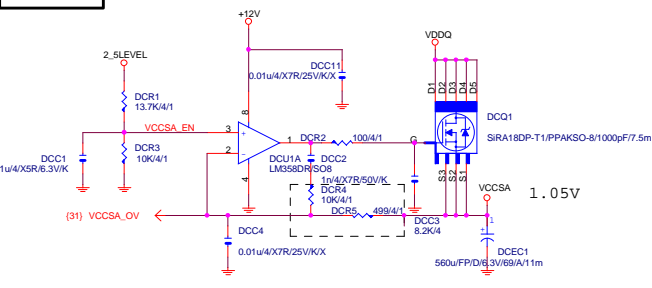 +12V
2_5LEVEL
VDDQ
DCR1
13.7K/4/1
DCC11
0.01u/4/X7R/25V/K/X
D1
D2
D3
D4
D5
DCQ1
SiRA18DP-T1/PPAKSO-8/1000pF/7.5m
VCCSA_EN
3
+
8
1
2
-
4
DCR2
100/4/1
G
DCC1
1u/4/X5R/6.3V/K
DCR3
10K/4/1
DCU1A
LM358DR/SO8
DCC2
1n/4/X7R/50V/K
S3
S2
S1
DCR4
10K/4/1
VCCSA
1.05V
{31} VCCSA_OV
DCR5
499/4/1
DCC3
8.2K/4
DCC4
0.01u/4/X7R/25V/K/X
+
1
DCEC1
560u/FP/D/6.3V/69/A/11m